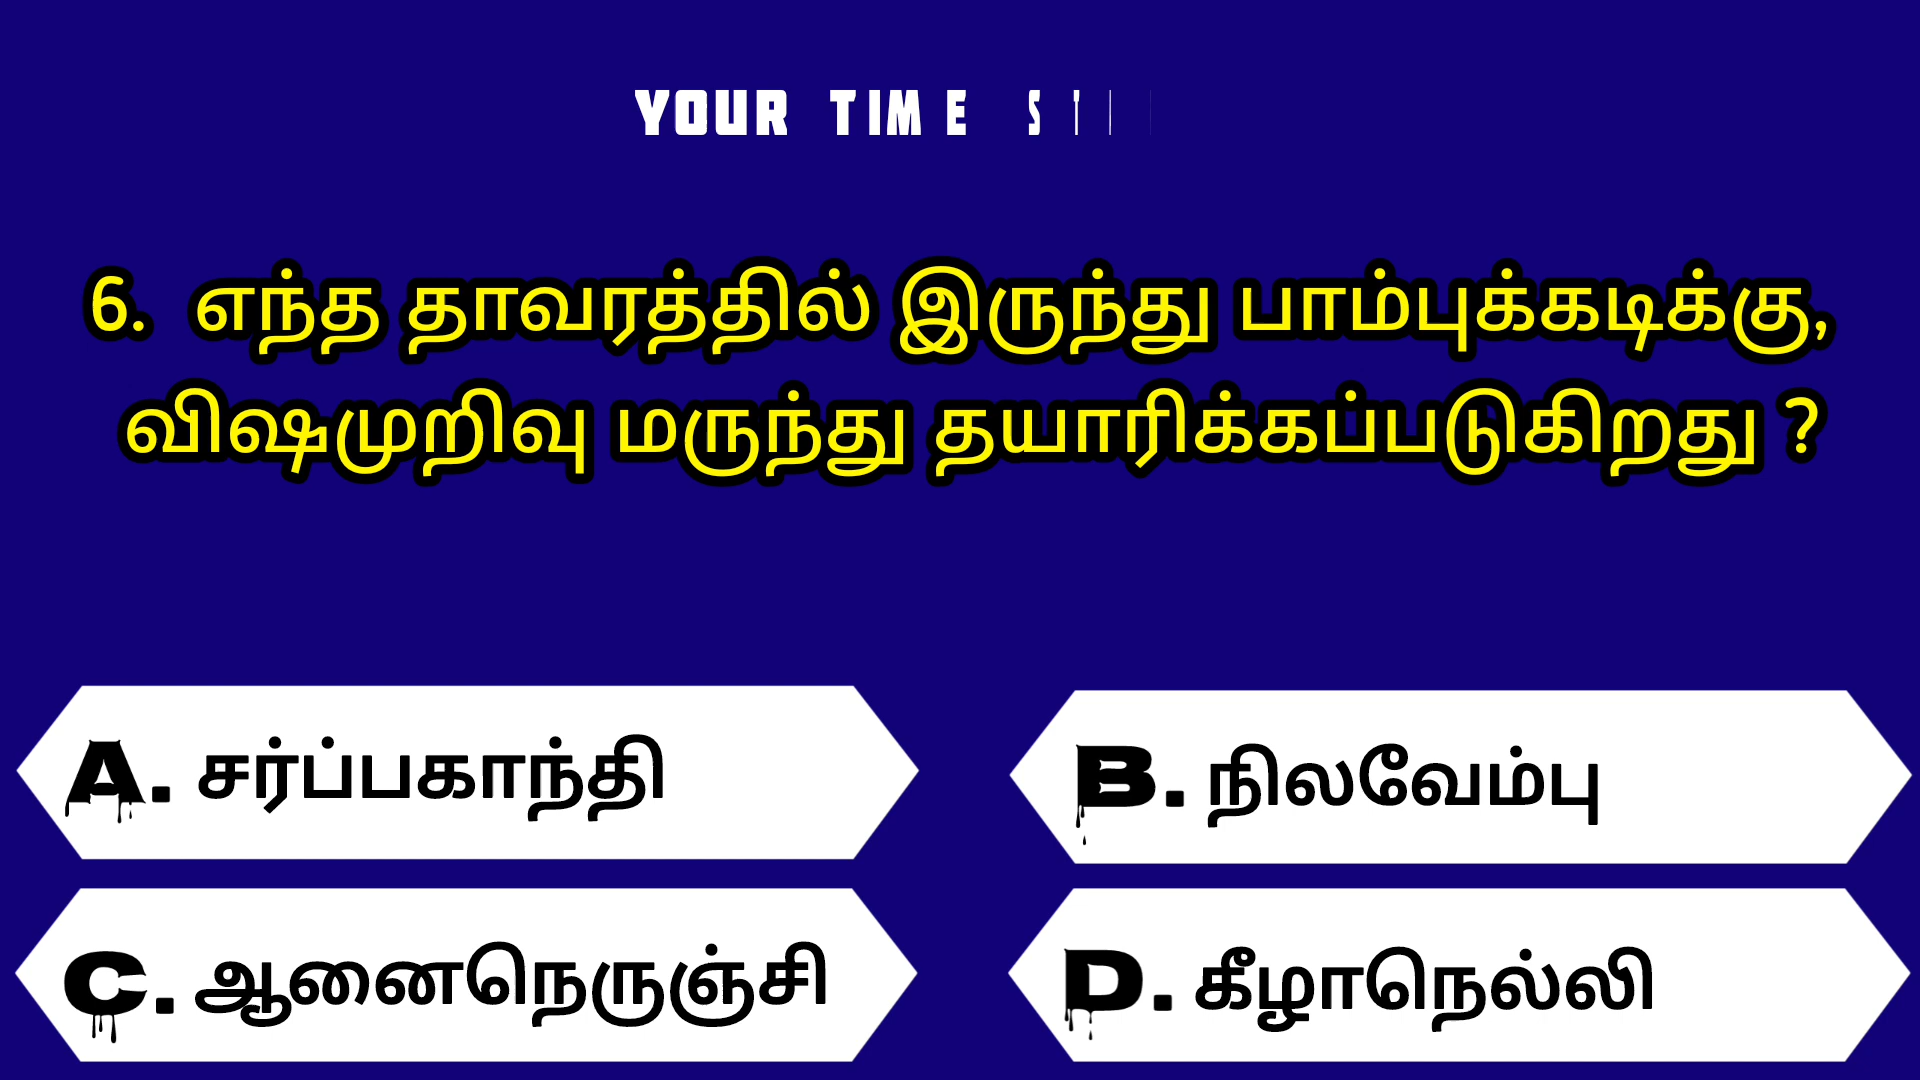 YOUR TIME
6. எந்த தாவரத்தில் இருந்து பாம்புக்கடிக்கு,
விஷமுறிவு மருந்து தயாரிக்கப்படுகிறது ?
A. சர்ப்பகாந்தி
B. நிலவேம்பு
C. ஆனைநெருஞ்சி
D. கீழாநெல்லி